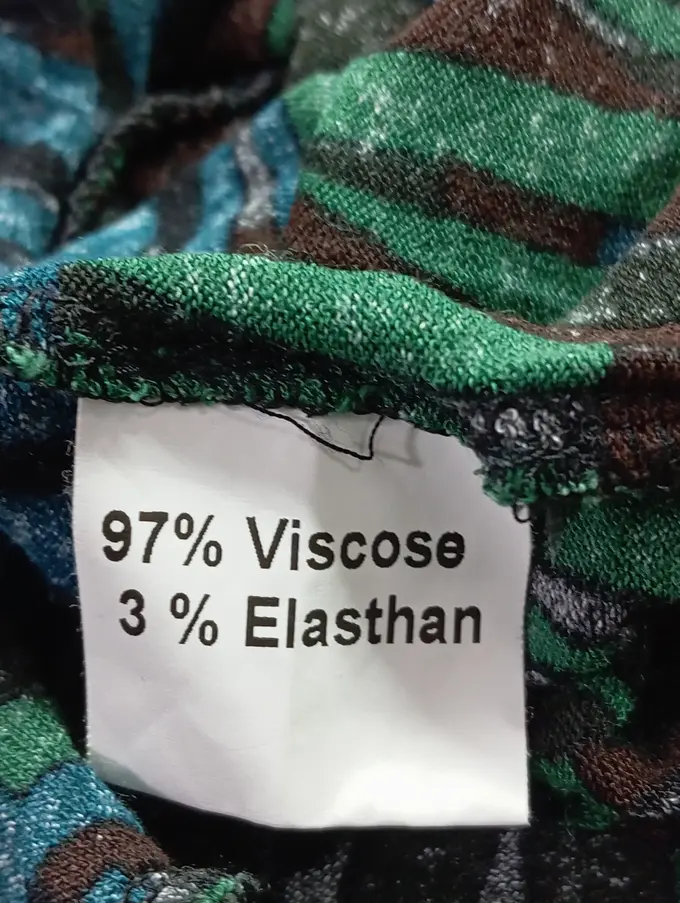 97% Viscose
3 % Elasthan